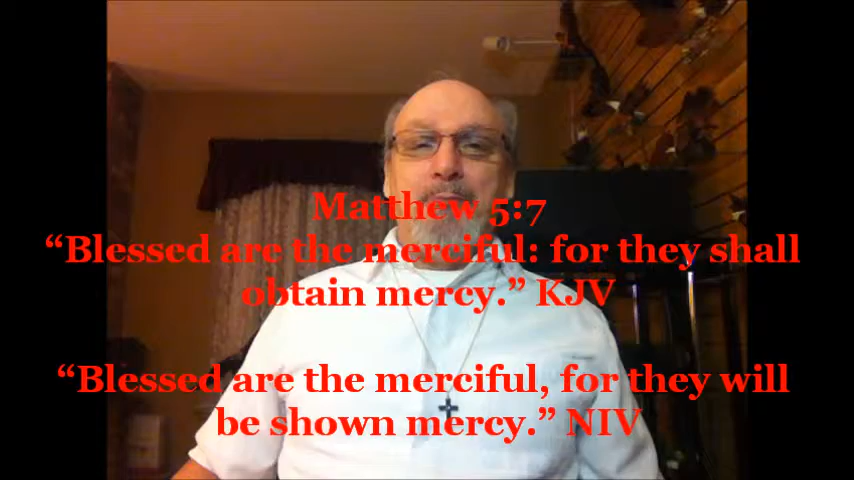 Matthew 5:7
“Blessed are the merciful: for they shall
obtain mercy.” KJV
“Blessed are the merciful, for they will
be shown mercy.” NIV